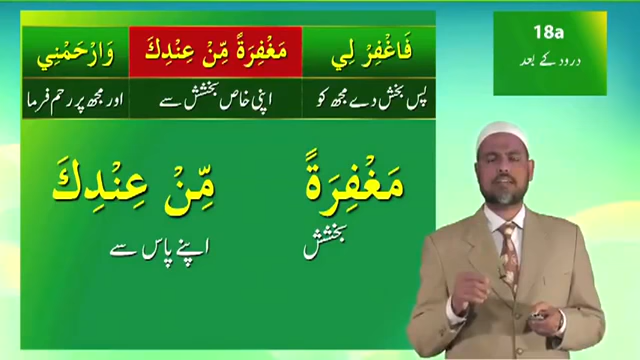 فَاغْفِرْ لِي مَغْفِرَةً مِّنْ عِنْدِكَ وَارْحَمْنِي
پس بخش دے مجھ کو اپنی خاص بخشش سے اور مجھ پر رحم فرما
مَغْفِرَةً مِّنْ عِنْدِكَ
بخشش اپنے پاس سے
18a
درود کے بعد